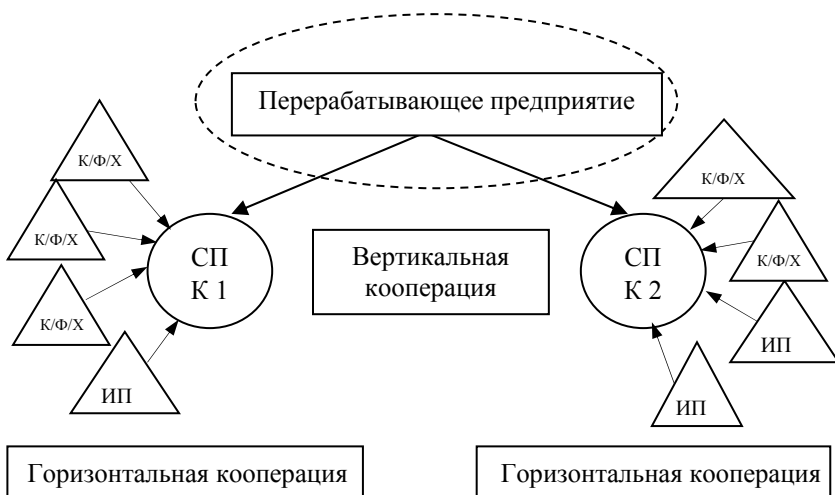 Перерабатывающее предприятие
К/Ф/Х
К/Ф/Х
К/Ф/Х
ИП
СП
К 1
Вертикальная
кооперация
СП
К 2
К/Ф/Х
К/Ф/Х
ИП
ИП
Горизонтальная кооперация
Горизонтальная кооперация